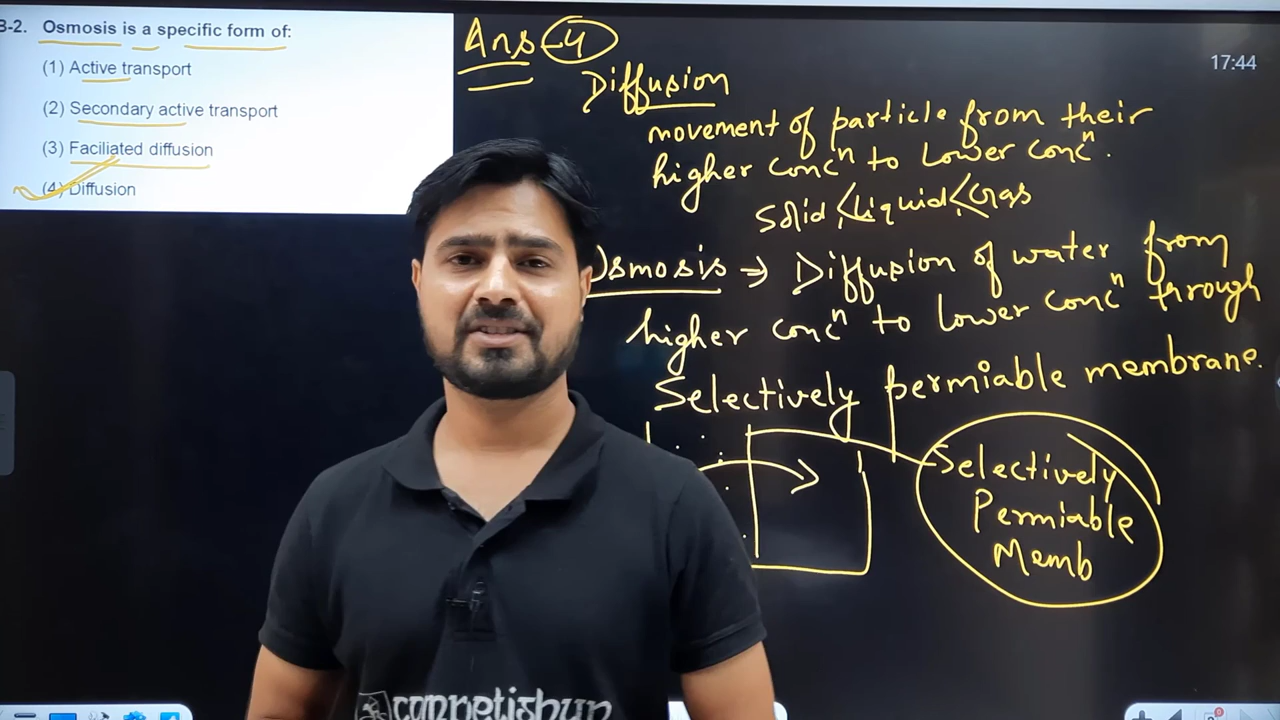 B-2. Osmosis is a specific form of:
(1) Active transport
(2) Secondary active transport
(3) Faciliated diffusion
(4) Diffusion
Ans - 4
17:44
Diffusion
movement of particle from their
higher concⁿ to Lower concⁿ.
Solid < Liquid < Gas
Osmosis → Diffusion of water from
higher concⁿ to lower concⁿ through
Selectively permiable membrane.
Selectively
Permiable
Memb
competishun